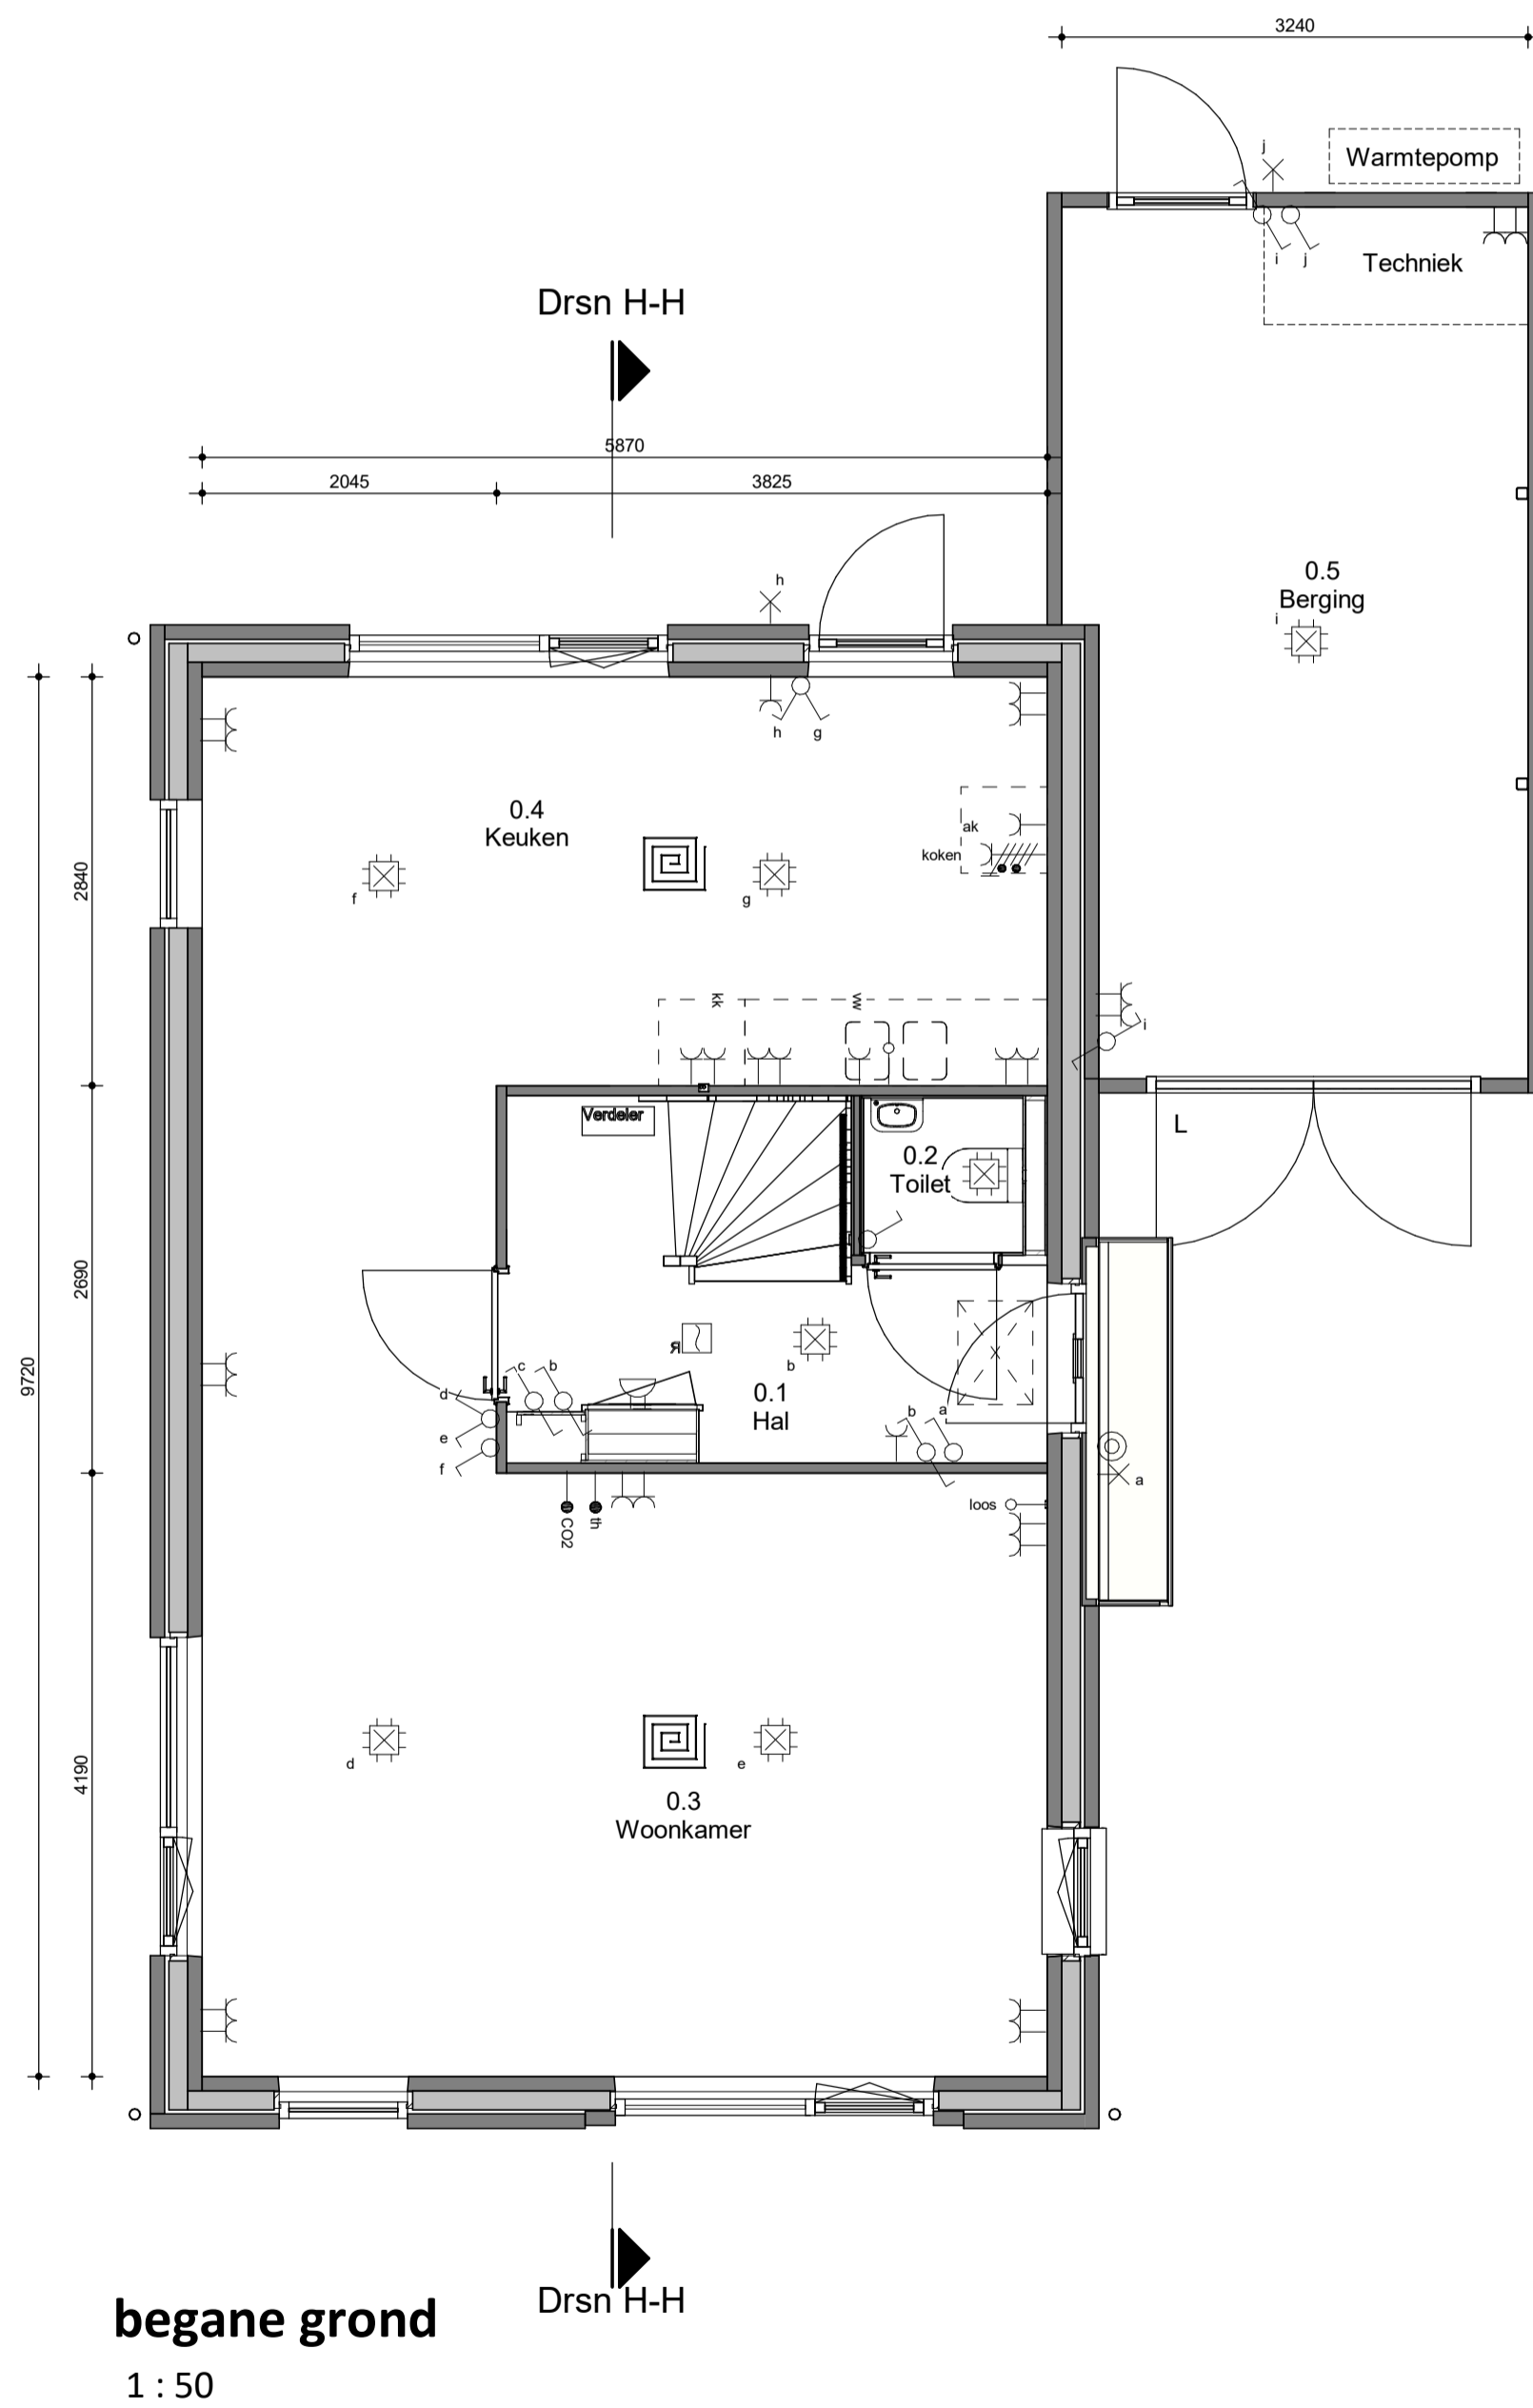 3240
j
Warmtepomp
i
j
Techniek
Drsn H-H
5870
2045
3825
h
h
g
0.5
Berging
i
0.4
Keuken
ak
koken
f
g
2840
kk
vw
i
Verdeler
L
0.2
Toilet
2690
9720
R
c
b
b
d
e
f
0.1
Hal
b
a
a
loos
CO2
th
d
e
0.3
Woonkamer
4190
Drsn H-H
begane grond
1 : 50